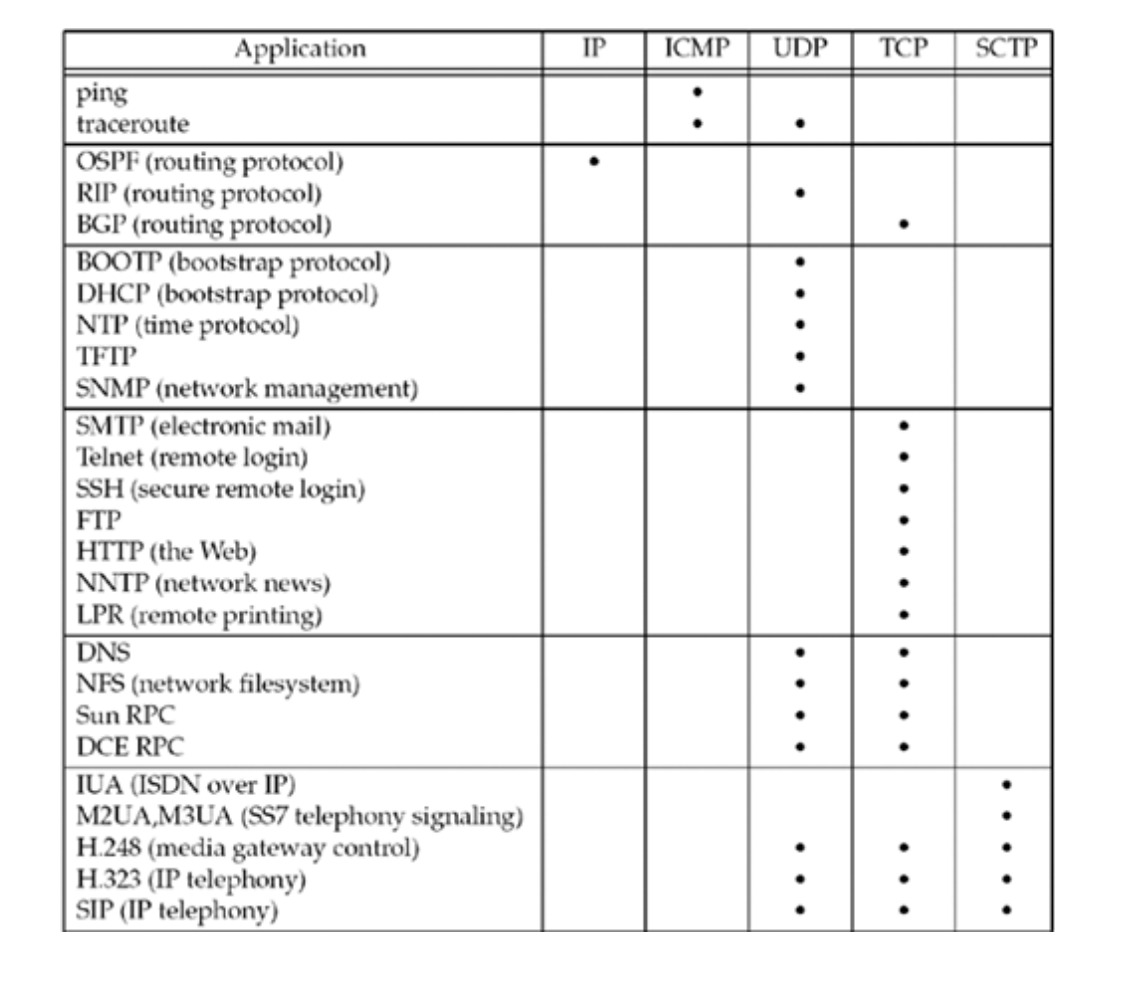 Application IP ICMP UDP TCP SCTP
ping •
traceroute • •
OSPF (routing protocol) •
RIP (routing protocol) •
BGP (routing protocol) •
BOOTP (bootstrap protocol) •
DHCP (bootstrap protocol) •
NTP (time protocol) •
TFTP •
SNMP (network management) •
SMTP (electronic mail) •
Telnet (remote login) •
SSH (secure remote login) •
FTP •
HTTP (the Web) •
NNTP (network news) •
LPR (remote printing) •
DNS • •
NFS (network filesystem) • •
Sun RPC • •
DCE RPC • •
IUA (ISDN over IP) •
M2UA,M3UA (SS7 telephony signaling) •
H.248 (media gateway control) • • •
H.323 (IP telephony) • • •
SIP (IP telephony) • • •